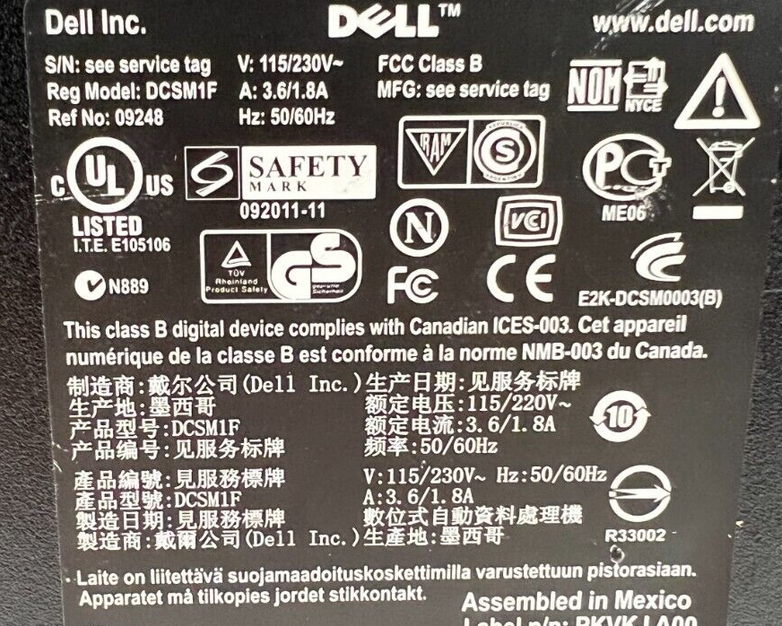 Dell Inc. DELL™ www.dell.com
S/N: see service tag V: 115/230V~ FCC Class B
Reg Model: DCSM1F A: 3.6/1.8A MFG: see service tag
Ref No: 09248 Hz: 50/60Hz
NOM NYCE
C UL US SAFETY MARK
092011-11
IRAM S
PCT
ME06
LISTED
I.T.E. E105106
N889
TÜV
Rheinland
Product Safety
GS
geprüfte
Sicherheit
N VCI
FC CE
E2K-DCSM0003(B)
This class B digital device complies with Canadian ICES-003. Cet appareil
numérique de la classe B est conforme à la norme NMB-003 du Canada.
制造商:戴尔公司(Dell Inc.) 生产日期:见服务标牌
生产地:墨西哥 额定电压:115/220V~
产品型号:DCSM1F 额定电流:3.6/1.8A
产品编号:见服务标牌 频率:50/60Hz
10
產品編號:見服務標牌 V:115/230V~ Hz:50/60Hz
產品型號:DCSM1F A:3.6/1.8A
製造日期:見服務標牌 數位式自動資料處理機
製造商:戴爾公司(Dell Inc.) 生產地:墨西哥
R33002
Laite on liitettävä suojamaadoituskoskettimilla varustettuun pistorasiaan.
Apparatet må tilkoples jordet stikkontakt.
Assembled in Mexico
Label p/n: